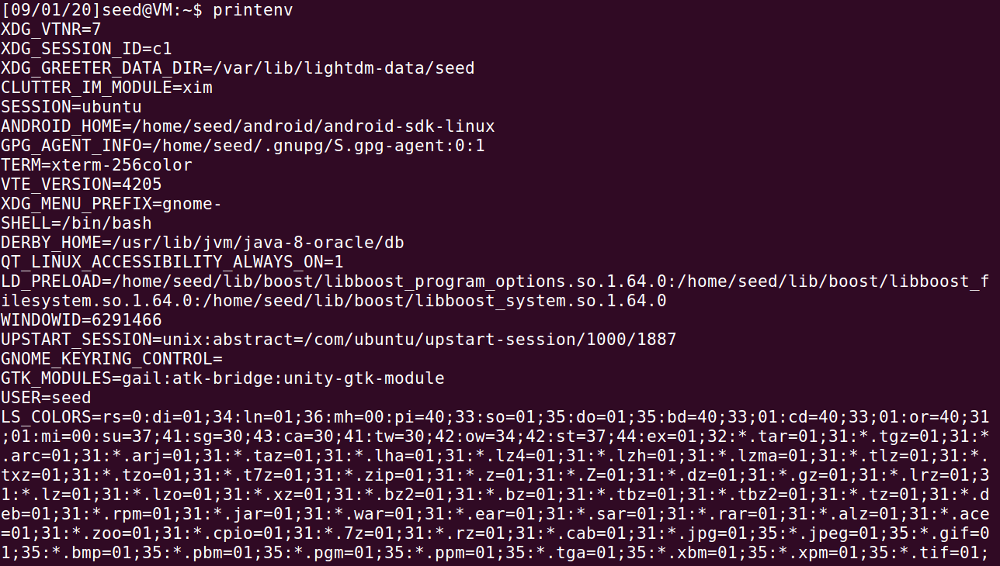 [09/01/20]seed@VM:~$ printenv
XDG_VTNR=7
XDG_SESSION_ID=c1
XDG_GREETER_DATA_DIR=/var/lib/lightdm-data/seed
CLUTTER_IM_MODULE=xim
SESSION=ubuntu
ANDROID_HOME=/home/seed/android/android-sdk-linux
GPG_AGENT_INFO=/home/seed/.gnupg/S.gpg-agent:0:1
TERM=xterm-256color
VTE_VERSION=4205
XDG_MENU_PREFIX=gnome-
SHELL=/bin/bash
DERBY_HOME=/usr/lib/jvm/java-8-oracle/db
QT_LINUX_ACCESSIBILITY_ALWAYS_ON=1
LD_PRELOAD=/home/seed/lib/boost/libboost_program_options.so.1.64.0:/home/seed/lib/boost/libboost_f
ilesystem.so.1.64.0:/home/seed/lib/boost/libboost_system.so.1.64.0
WINDOWID=6291466
UPSTART_SESSION=unix:abstract=/com/ubuntu/upstart-session/1000/1887
GNOME_KEYRING_CONTROL=
GTK_MODULES=gail:atk-bridge:unity-gtk-module
USER=seed
LS_COLORS=rs=0:di=01;34:ln=01;36:mh=00:pi=40;33:so=01;35:do=01;35:bd=40;33;01:cd=40;33;01:or=40;31
;01:mi=00:su=37;41:sg=30;43:ca=30;41:tw=30;42:ow=34;42:st=37;44:ex=01;32:*.tar=01;31:*.tgz=01;31:*
.arc=01;31:*.arj=01;31:*.taz=01;31:*.lha=01;31:*.lz4=01;31:*.lzh=01;31:*.lzma=01;31:*.tlz=01;31:*.
txz=01;31:*.tzo=01;31:*.t7z=01;31:*.zip=01;31:*.z=01;31:*.Z=01;31:*.dz=01;31:*.gz=01;31:*.lrz=01;3
1:*.lz=01;31:*.lzo=01;31:*.xz=01;31:*.bz2=01;31:*.bz=01;31:*.tbz=01;31:*.tbz2=01;31:*.tz=01;31:*.d
eb=01;31:*.rpm=01;31:*.jar=01;31:*.war=01;31:*.ear=01;31:*.sar=01;31:*.rar=01;31:*.alz=01;31:*.ace
=01;31:*.zoo=01;31:*.cpio=01;31:*.7z=01;31:*.rz=01;31:*.cab=01;31:*.jpg=01;35:*.jpeg=01;35:*.gif=0
1;35:*.bmp=01;35:*.pbm=01;35:*.pgm=01;35:*.ppm=01;35:*.tga=01;35:*.xbm=01;35:*.xpm=01;35:*.tif=01;